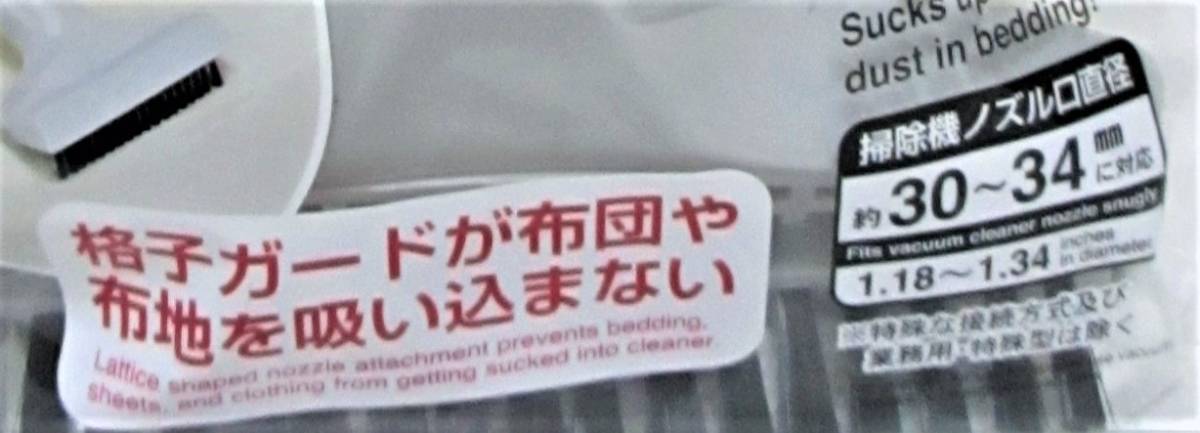 Sucks up
dust in bedding!
掃除機ノズル口直径
約30~34mmに対応
Fits vacuum cleaner nozzle snugly
1.18~1.34 inches in diameter
※特殊な接続方式及び
業務用・特殊型は除く
格子ガードが布団や
布地を吸い込まない
Lattice shaped nozzle attachment prevents bedding,
sheets, and clothing from getting sucked into cleaner.